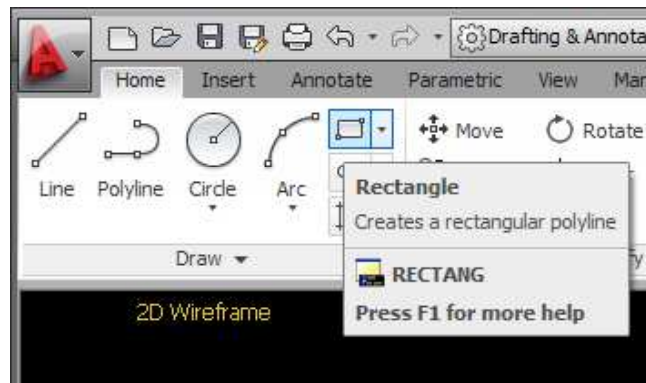 Drafting & Annota
Home Insert Annotate Parametric View Mar
Move Rotate
Line Polyline Circle Arc
Rectangle
Creates a rectangular polyline
Draw
RECTANG
Press F1 for more help
2D Wireframe